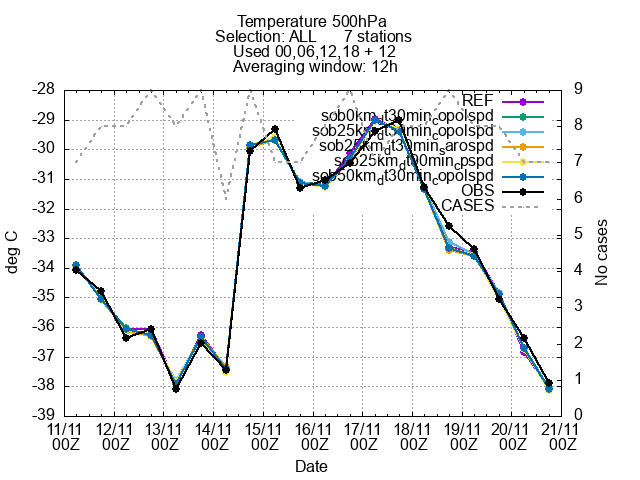 Temperature 500hPa
Selection: ALL 7 stations
Used 00,06,12,18 + 12
Averaging window: 12h
-28
-29
-30
-31
-32
-33
-34
-35
-36
-37
-38
-39
deg C
9
8
7
6
5
4
3
2
1
0
No cases
REF
sob0km_dt30min_copolspd
sob25km_dt30min_copolspd
OBS
CASES
sob50km_dt30min_copolspd
11/11 12/11 13/11 14/11 15/11 16/11 17/11 18/11 19/11 20/11 21/11
00Z 00Z 00Z 00Z 00Z 00Z 00Z 00Z 00Z 00Z 00Z
Date